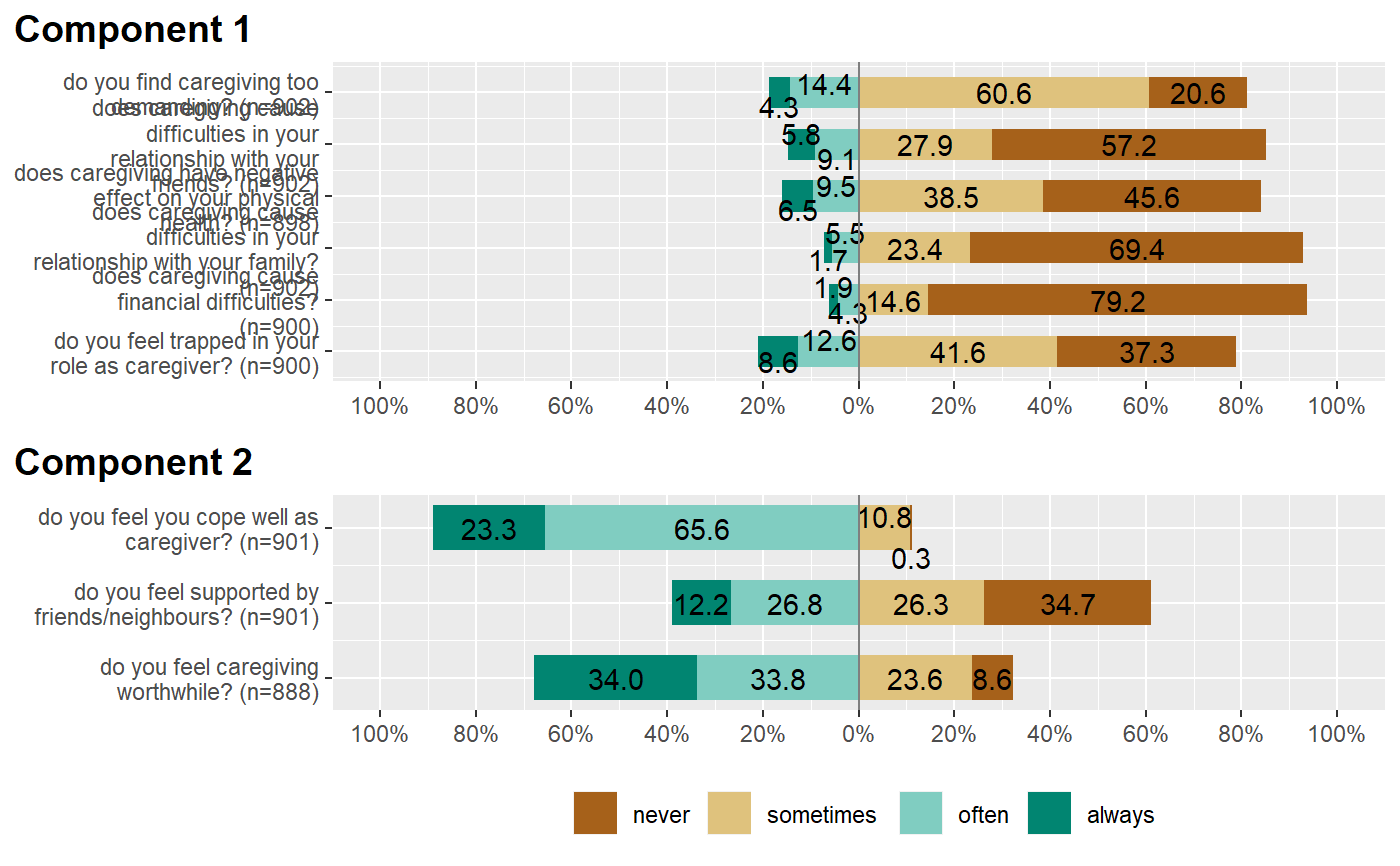 Component 1
do you find caregiving too
demanding? (n=902)
does caregiving cause
difficulties in your
relationship with your
friends? (n=902)
does caregiving have negative
effect on your physical
health? (n=898)
does caregiving cause
difficulties in your
relationship with your family?
(n=902)
does caregiving cause
financial difficulties?
(n=900)
do you feel trapped in your
role as caregiver? (n=900)
4.3 14.4 60.6 20.6
5.8 9.1 27.9 57.2
6.5 9.5 38.5 45.6
1.7 5.5 23.4 69.4
1.9 4.3 14.6 79.2
8.6 12.6 41.6 37.3
100% 80% 60% 40% 20% 0% 20% 40% 60% 80% 100%
Component 2
do you feel you cope well as
caregiver? (n=901)
23.3 65.6 10.8 0.3
do you feel supported by
friends/neighbours? (n=901)
12.2 26.8 26.3 34.7
do you feel caregiving
worthwhile? (n=888)
34.0 33.8 23.6 8.6
100% 80% 60% 40% 20% 0% 20% 40% 60% 80% 100%
never sometimes often always